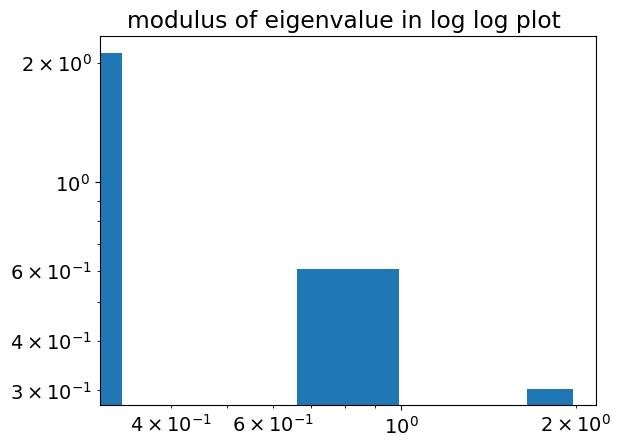 modulus of eigenvalue in log log plot
2 × 10⁰
10⁰
6 × 10⁻¹
4 × 10⁻¹
3 × 10⁻¹
4 × 10⁻¹ 6 × 10⁻¹ 10⁰ 2 × 10⁰